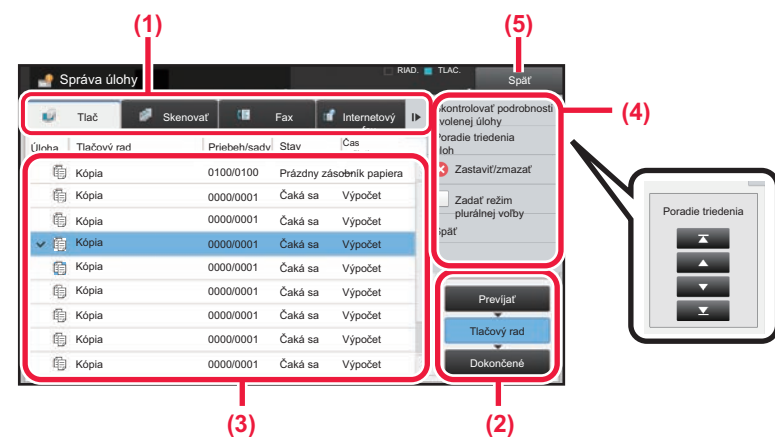 (1)
(5)
Správa úlohy
RIAD. TLAC.
Späť
Tlač Skenovať Fax Internetový
Úloha Tlačový rad Priebeh/sady Stav Čas
Kópia 0100/0100 Prázdny zásobník papiera
Kópia 0000/0001 Čaká sa Výpočet
Kópia 0000/0001 Čaká sa Výpočet
Kópia 0000/0001 Čaká sa Výpočet
Kópia 0000/0001 Čaká sa Výpočet
Kópia 0000/0001 Čaká sa Výpočet
Kópia 0000/0001 Čaká sa Výpočet
Kópia 0000/0001 Čaká sa Výpočet
Kópia 0000/0001 Čaká sa Výpočet
kontrolovať podrobnosti
volenej úlohy
Poradie triedenia
loh
Zastaviť/zmazať
Zadať režim
plurálnej voľby
Späť
(4)
Poradie triedenia
Prevíjať
Tlačový rad
Dokončené
(3)
(2)